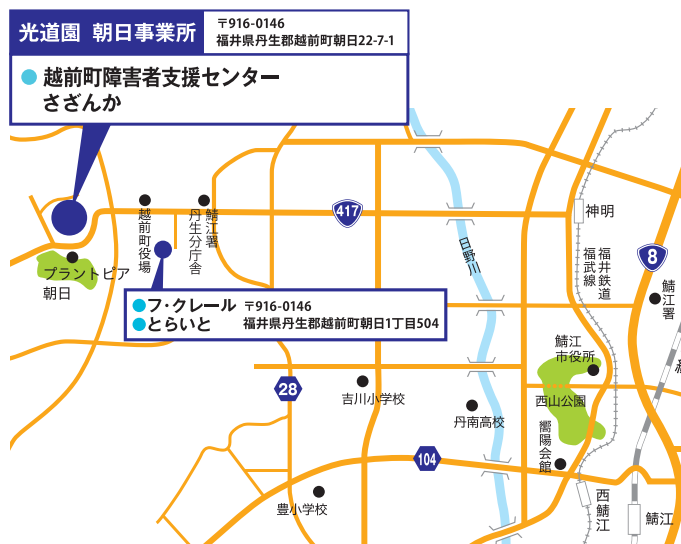 光道園 朝日事業所
〒916-0146
福井県丹生郡越前町朝日22-7-1
越前町障害者支援センター
さざんか
越前町役場
鯖江署
丹生分庁舎
417
神明
日野川
福井鉄道
福武線
8
鯖江署
プラントピア
朝日
フ・クレール 〒916-0146
とらいと 福井県丹生郡越前町朝日1丁目504
鯖江
市役所
28
吉川小学校
西山公園
丹南高校
嚮陽会館
104
豊小学校
西鯖江
鯖江